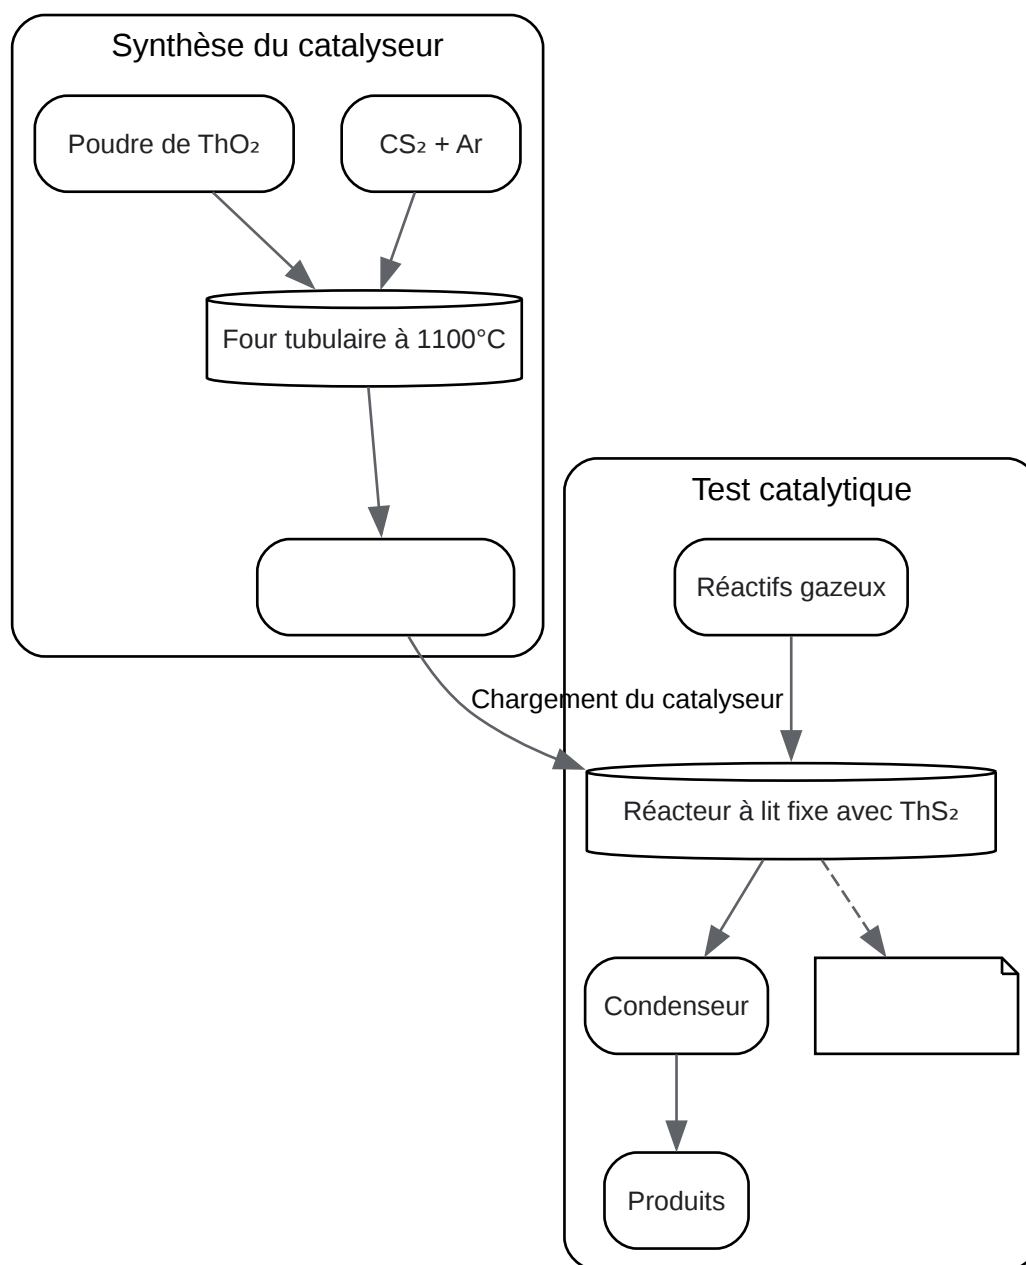 Synthèse du catalyseur
Poudre de ThO₂
CS₂ + Ar
Four tubulaire à 1100°C
Test catalytique
Réactifs gazeux
Chargement du catalyseur
Réacteur à lit fixe avec ThS₂
Condenseur
Produits